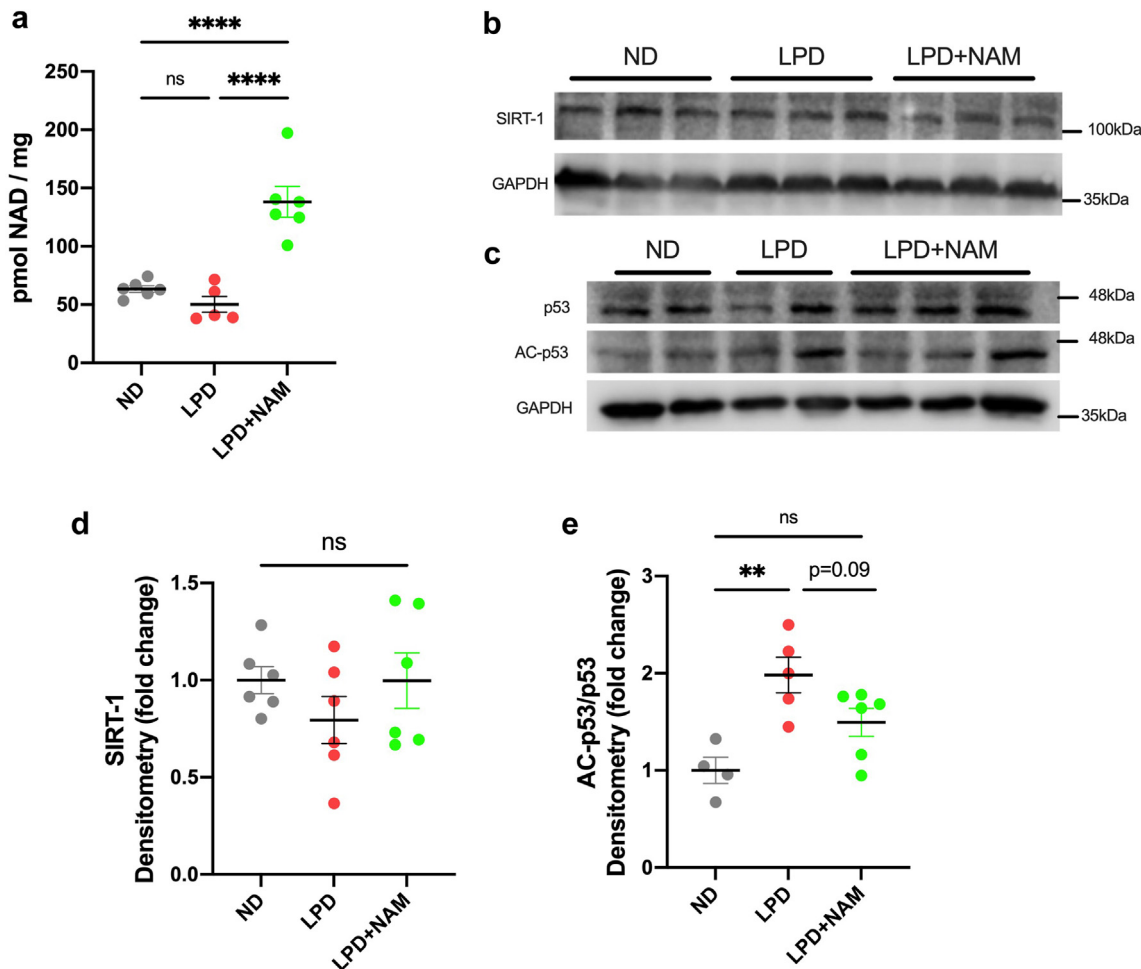 a
****
ns
****
pmol NAD / mg
250
200
150
100
50
0
ND
LPD
LPD+NAM
b
ND
LPD
LPD+NAM
SIRT-1
100kDa
GAPDH
35kDa
c
ND
LPD
LPD+NAM
p53
48kDa
AC-p53
48kDa
GAPDH
35kDa
d
ns
SIRT-1
Densitometry (fold change)
1.5
1.0
0.5
0.0
ND
LPD
LPD+NAM
e
ns
**
p=0.09
AC-p53/p53
Densitometry (fold change)
3
2
1
0
ND
LPD
LPD+NAM